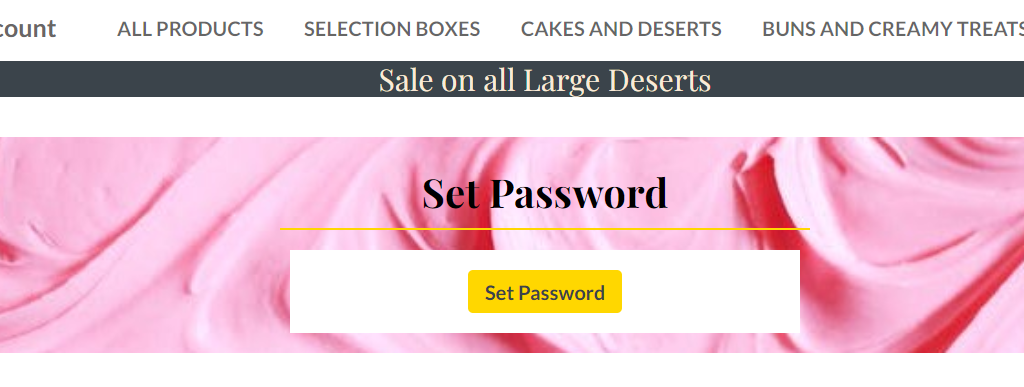 count ALL PRODUCTS SELECTION BOXES CAKES AND DESSERTS BUNS AND CREAMY TREATS
Sale on all Large Deserts
Set Password
Set Password